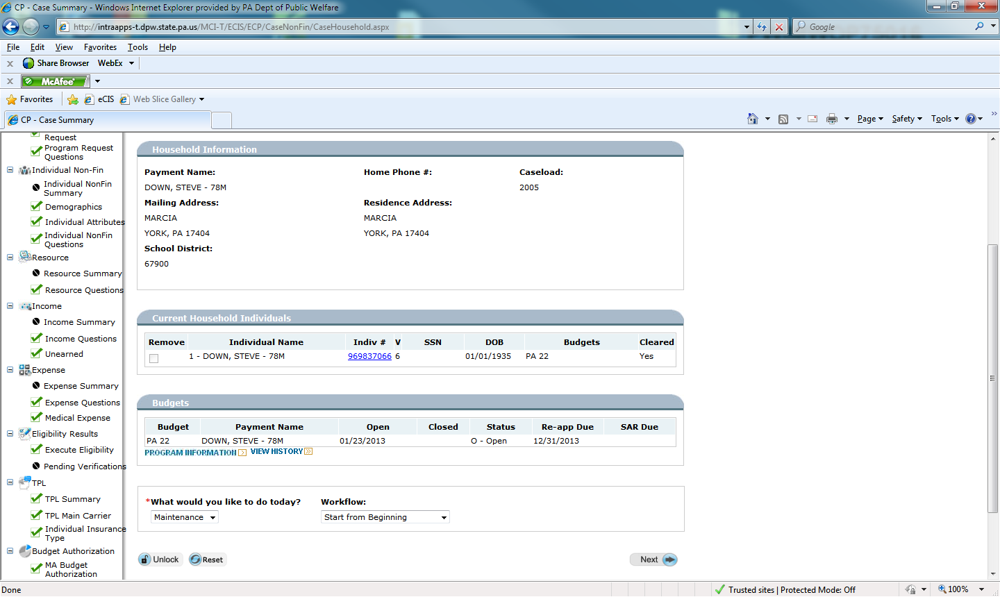 CP - Case Summary - Windows Internet Explorer provided by PA Dept of Public Welfare
http://intraapps-t.dpw.state.pa.us/MCI-T/ECIS/ECP/CaseNonFin/CaseHousehold.aspx
Google
File Edit View Favorites Tools Help
x Share Browser WebEx
x McAfee
Favorites eCIS Web Slice Gallery
CP - Case Summary
Page Safety Tools
Request
Program Request
Questions
Individual Non-Fin
Individual NonFin
Summary
Demographics
Individual Attributes
Individual NonFin
Questions
Resource
Resource Summary
Resource Questions
Income
Income Summary
Income Questions
Unearned
Expense
Expense Summary
Expense Questions
Medical Expense
Eligibility Results
Execute Eligibility
Pending Verifications
TPL
TPL Summary
TPL Main Carrier
Individual Insurance
Type
Budget Authorization
MA Budget
Authorization
Household Information
Payment Name: Home Phone #: Caseload:
DOWN, STEVE - 78M 2005
Mailing Address: Residence Address:
MARCIA MARCIA
YORK, PA 17404 YORK, PA 17404
School District:
67900
Current Household Individuals
Remove Individual Name Indiv # V SSN DOB Budgets Cleared
1 - DOWN, STEVE - 78M 969837066 6 01/01/1935 PA 22 Yes
Budgets
Budget Payment Name Open Closed Status Re-app Due SAR Due
PA 22 DOWN, STEVE - 78M 01/23/2013 O - Open 12/31/2013
PROGRAM INFORMATION VIEW HISTORY
*What would you like to do today? Workflow:
Maintenance Start from Beginning
Unlock Reset Next
Done Trusted sites | Protected Mode: Off 100%